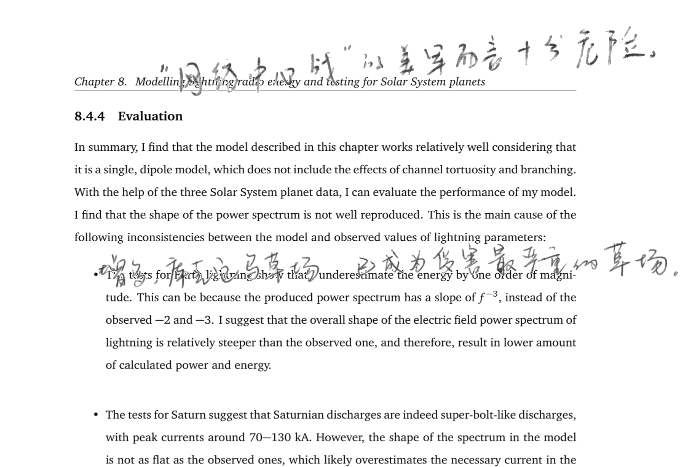 "网络中心战"以美军而言十分危险。
Chapter 8. Modelling lightning radio energy and testing for Solar System planets
8.4.4 Evaluation
In summary, I find that the model described in this chapter works relatively well considering that
it is a single, dipole model, which does not include the effects of channel tortuosity and branching.
With the help of the three Solar System planet data, I can evaluate the performance of my model.
I find that the shape of the power spectrum is not well reproduced. This is the main cause of the
following inconsistencies between the model and observed values of lightning parameters:
草场 已成为伤害最严重的草场。
• The tests for Earth lightning show that I underestimate the energy by one order of magni-
tude. This can be because the produced power spectrum has a slope of f⁻³, instead of the
observed −2 and −3. I suggest that the overall shape of the electric field power spectrum of
lightning is relatively steeper than the observed one, and therefore, result in lower amount
of calculated power and energy.
• The tests for Saturn suggest that Saturnian discharges are indeed super-bolt-like discharges,
with peak currents around 70−130 kA. However, the shape of the spectrum in the model
is not as flat as the observed ones, which likely overestimates the necessary current in the